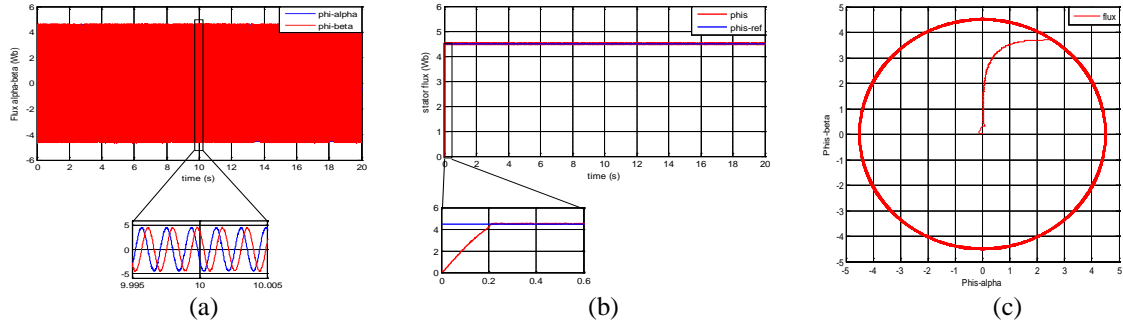 phi-alpha
phi-beta
Flux alpha-beta (Wb)
6
4
2
0
-2
-4
-6
0 2 4 6 8 10 12 14 16 18 20
time (s)
5
0
-5
9.995 10 10.005
(a)
phis
phis-ref
stator flux (Wb)
6
5
4
3
2
1
0
0 2 4 6 8 10 12 14 16 18 20
time (s)
6
4
2
0
0 0.2 0.4 0.6
(b)
flux
Phis-beta
5
4
3
2
1
0
-1
-2
-3
-4
-5
-5 -4 -3 -2 -1 0 1 2 3 4 5
Phis-alpha
(c)